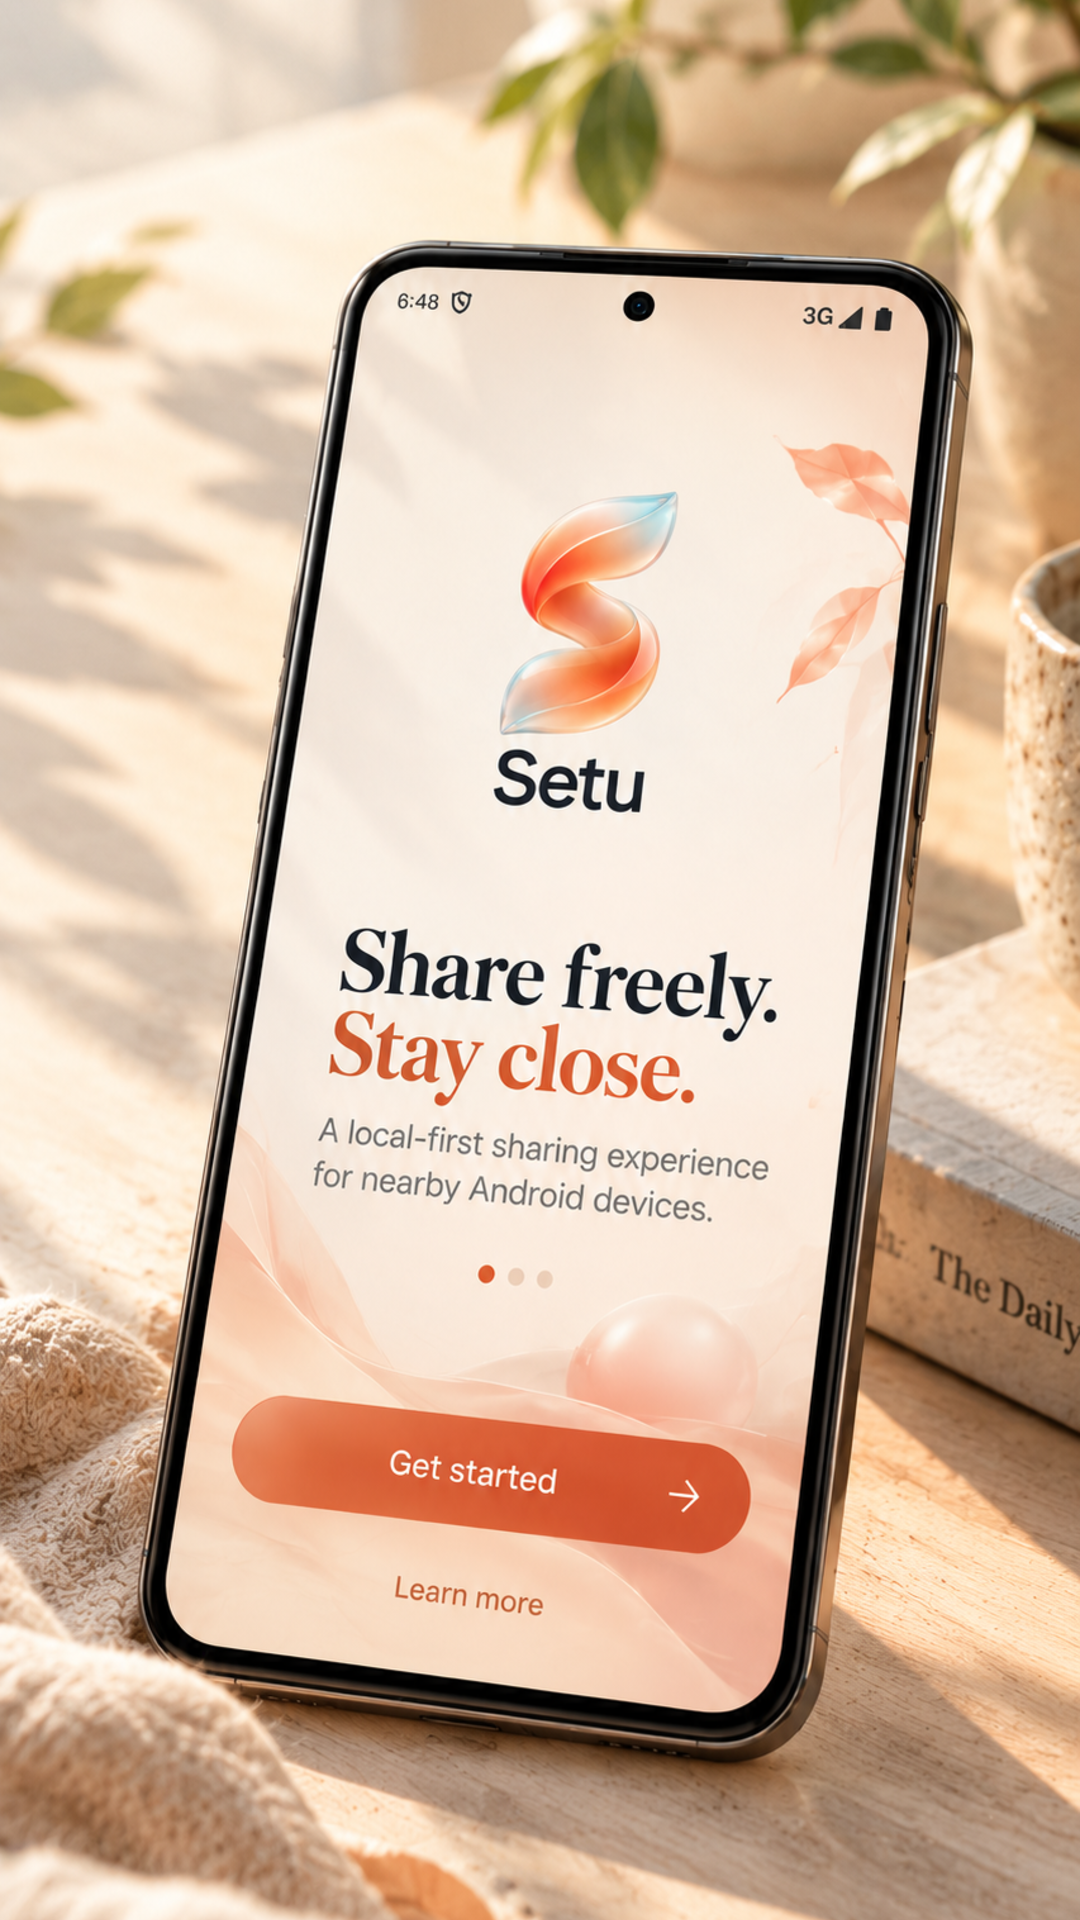 6:48
3G
Setu
Share freely.
Stay close.
A local-first sharing experience
for nearby Android devices.
Get started
Learn more
The Daily